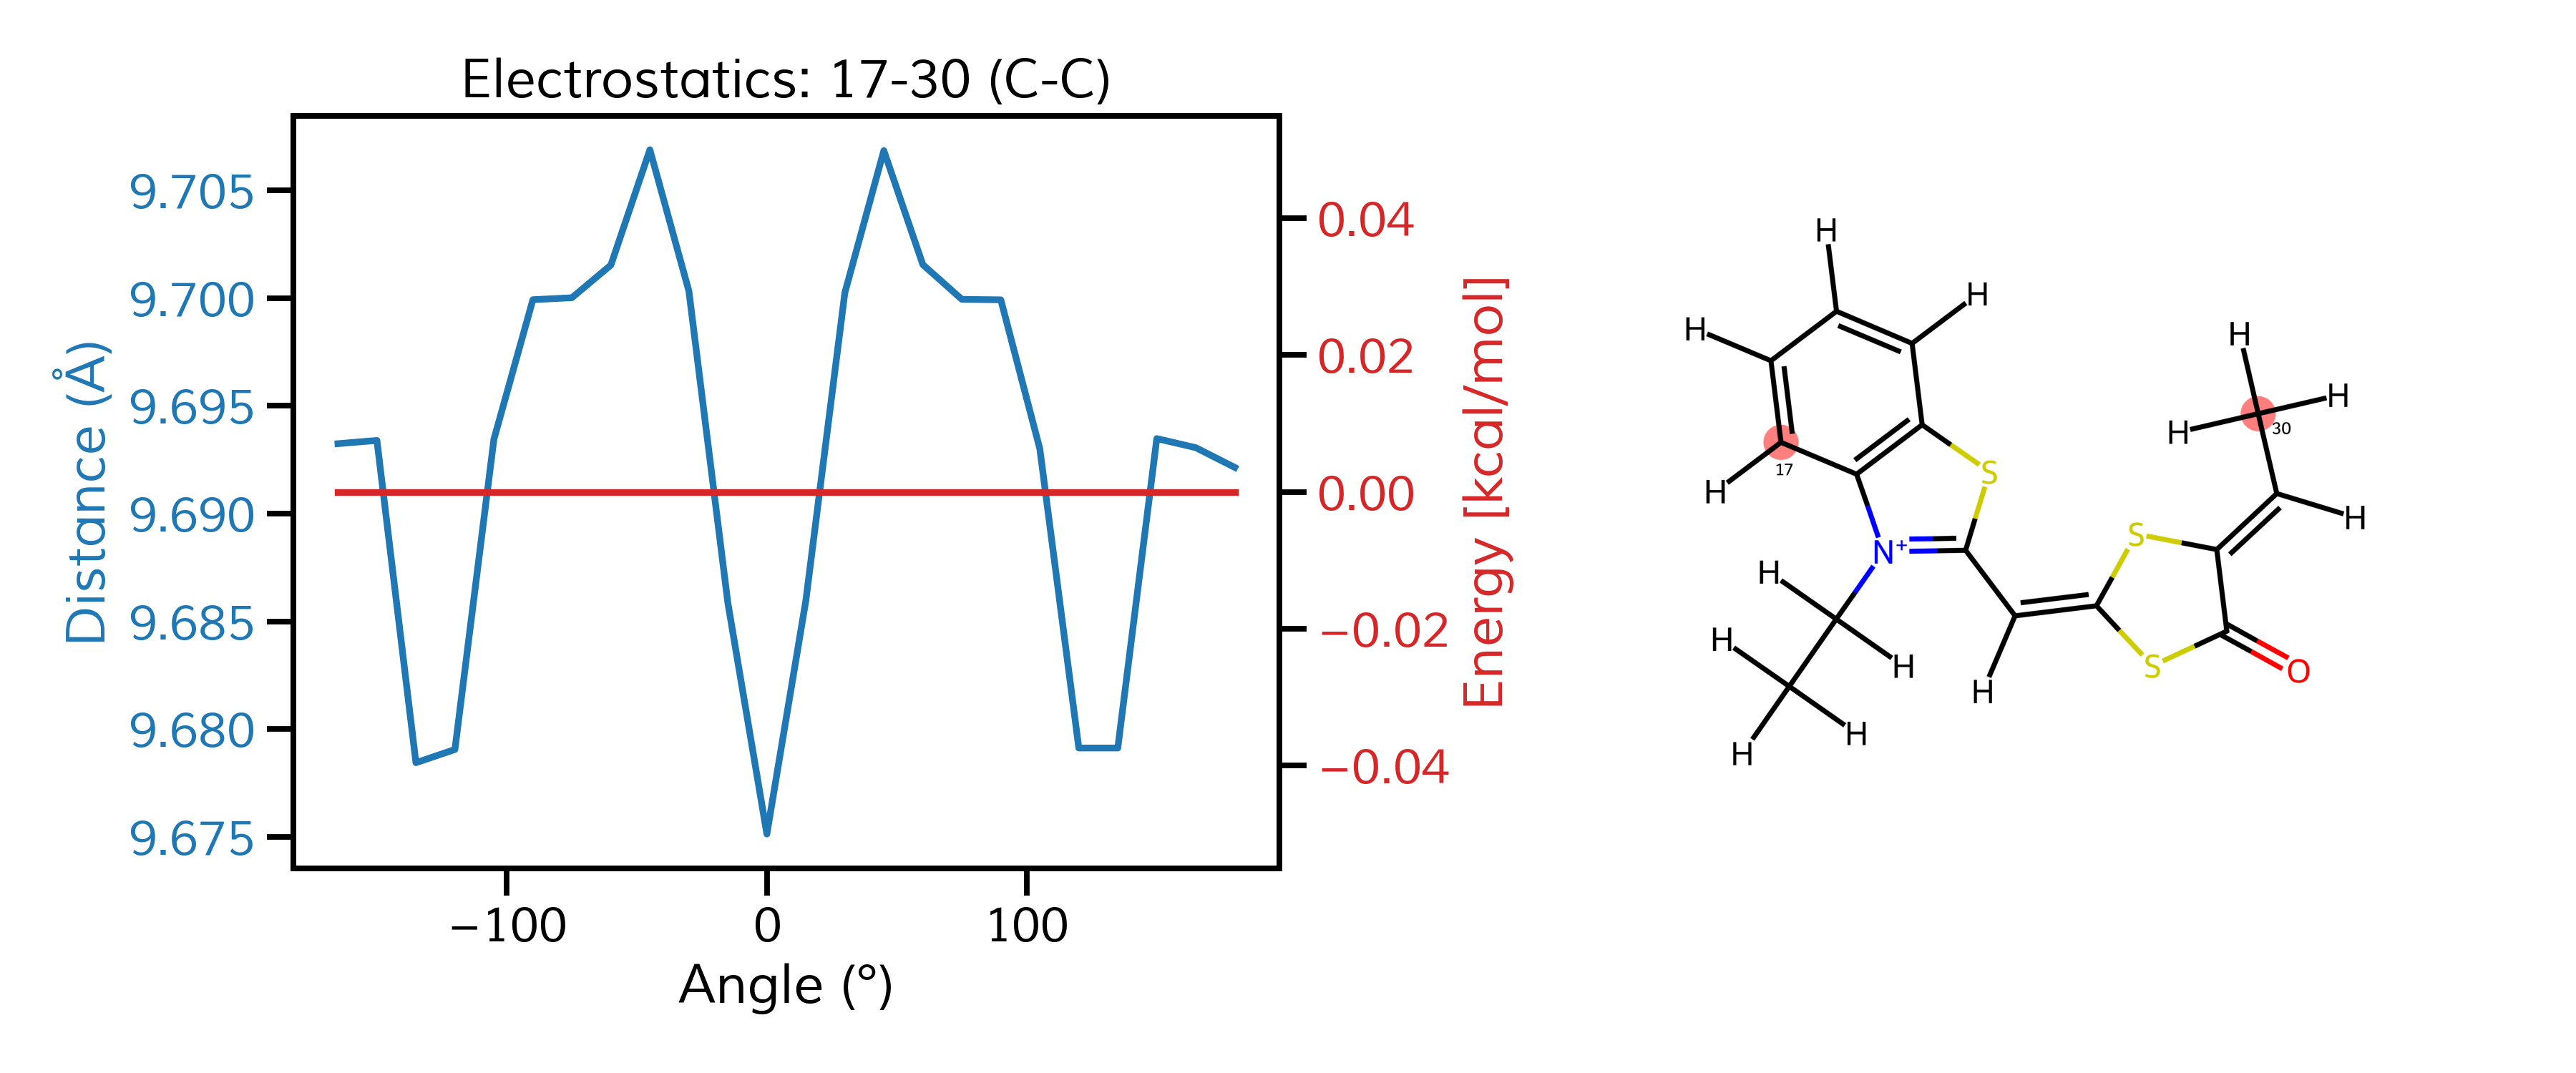 Electrostatics: 17-30 (C-C)
Distance (Å)
9.705
9.700
9.695
9.690
9.685
9.680
9.675
0.04
0.02
0.00
−0.02
−0.04
Energy [kcal/mol]
−100 0 100
Angle (°)
H
H
H
H
H
H
30
17
H
S
H
H
S
N+
H
H
H
S
O
H
H
H